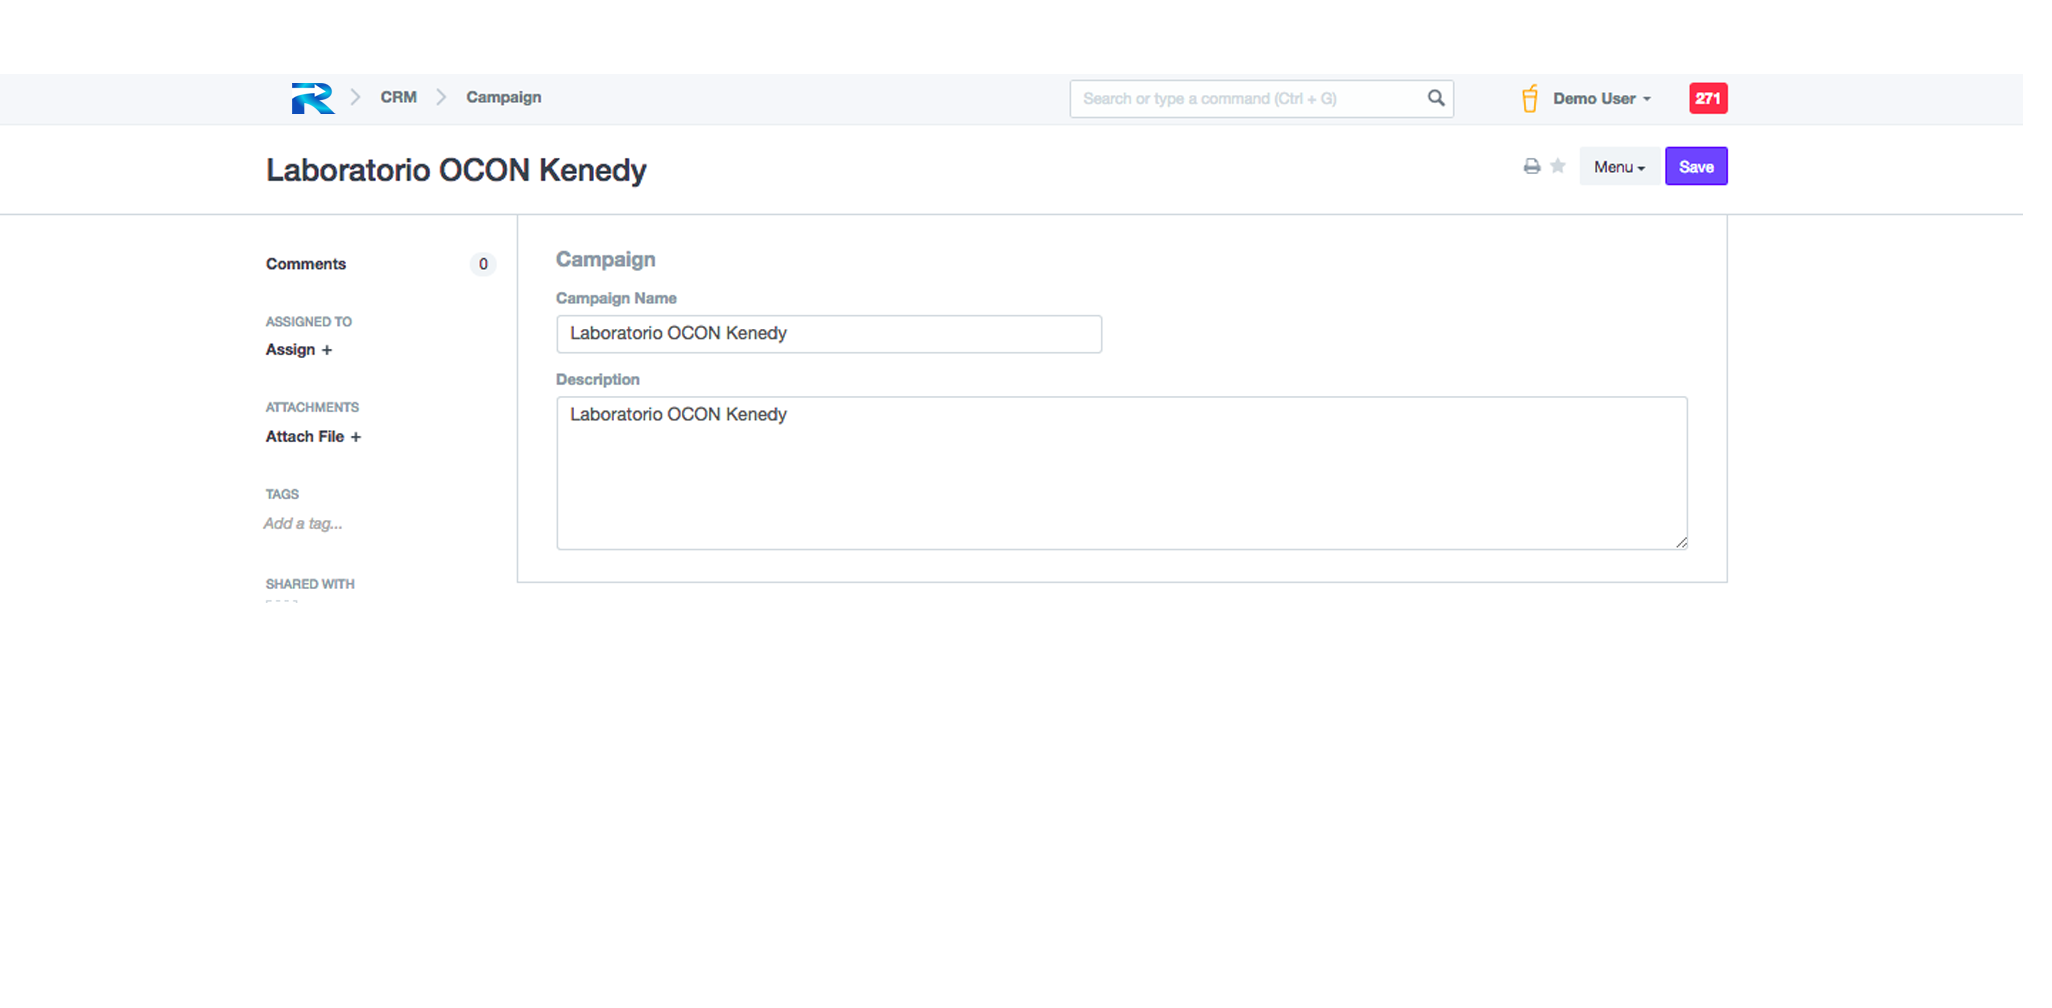 CRM
Campaign
Search or type a command (Ctrl + G)
Demo User
271
Laboratorio OCON Kenedy
Menu
Save
Comments 0
ASSIGNED TO
Assign +
ATTACHMENTS
Attach File +
TAGS
Add a tag...
SHARED WITH
Campaign
Campaign Name
Laboratorio OCON Kenedy
Description
Laboratorio OCON Kenedy